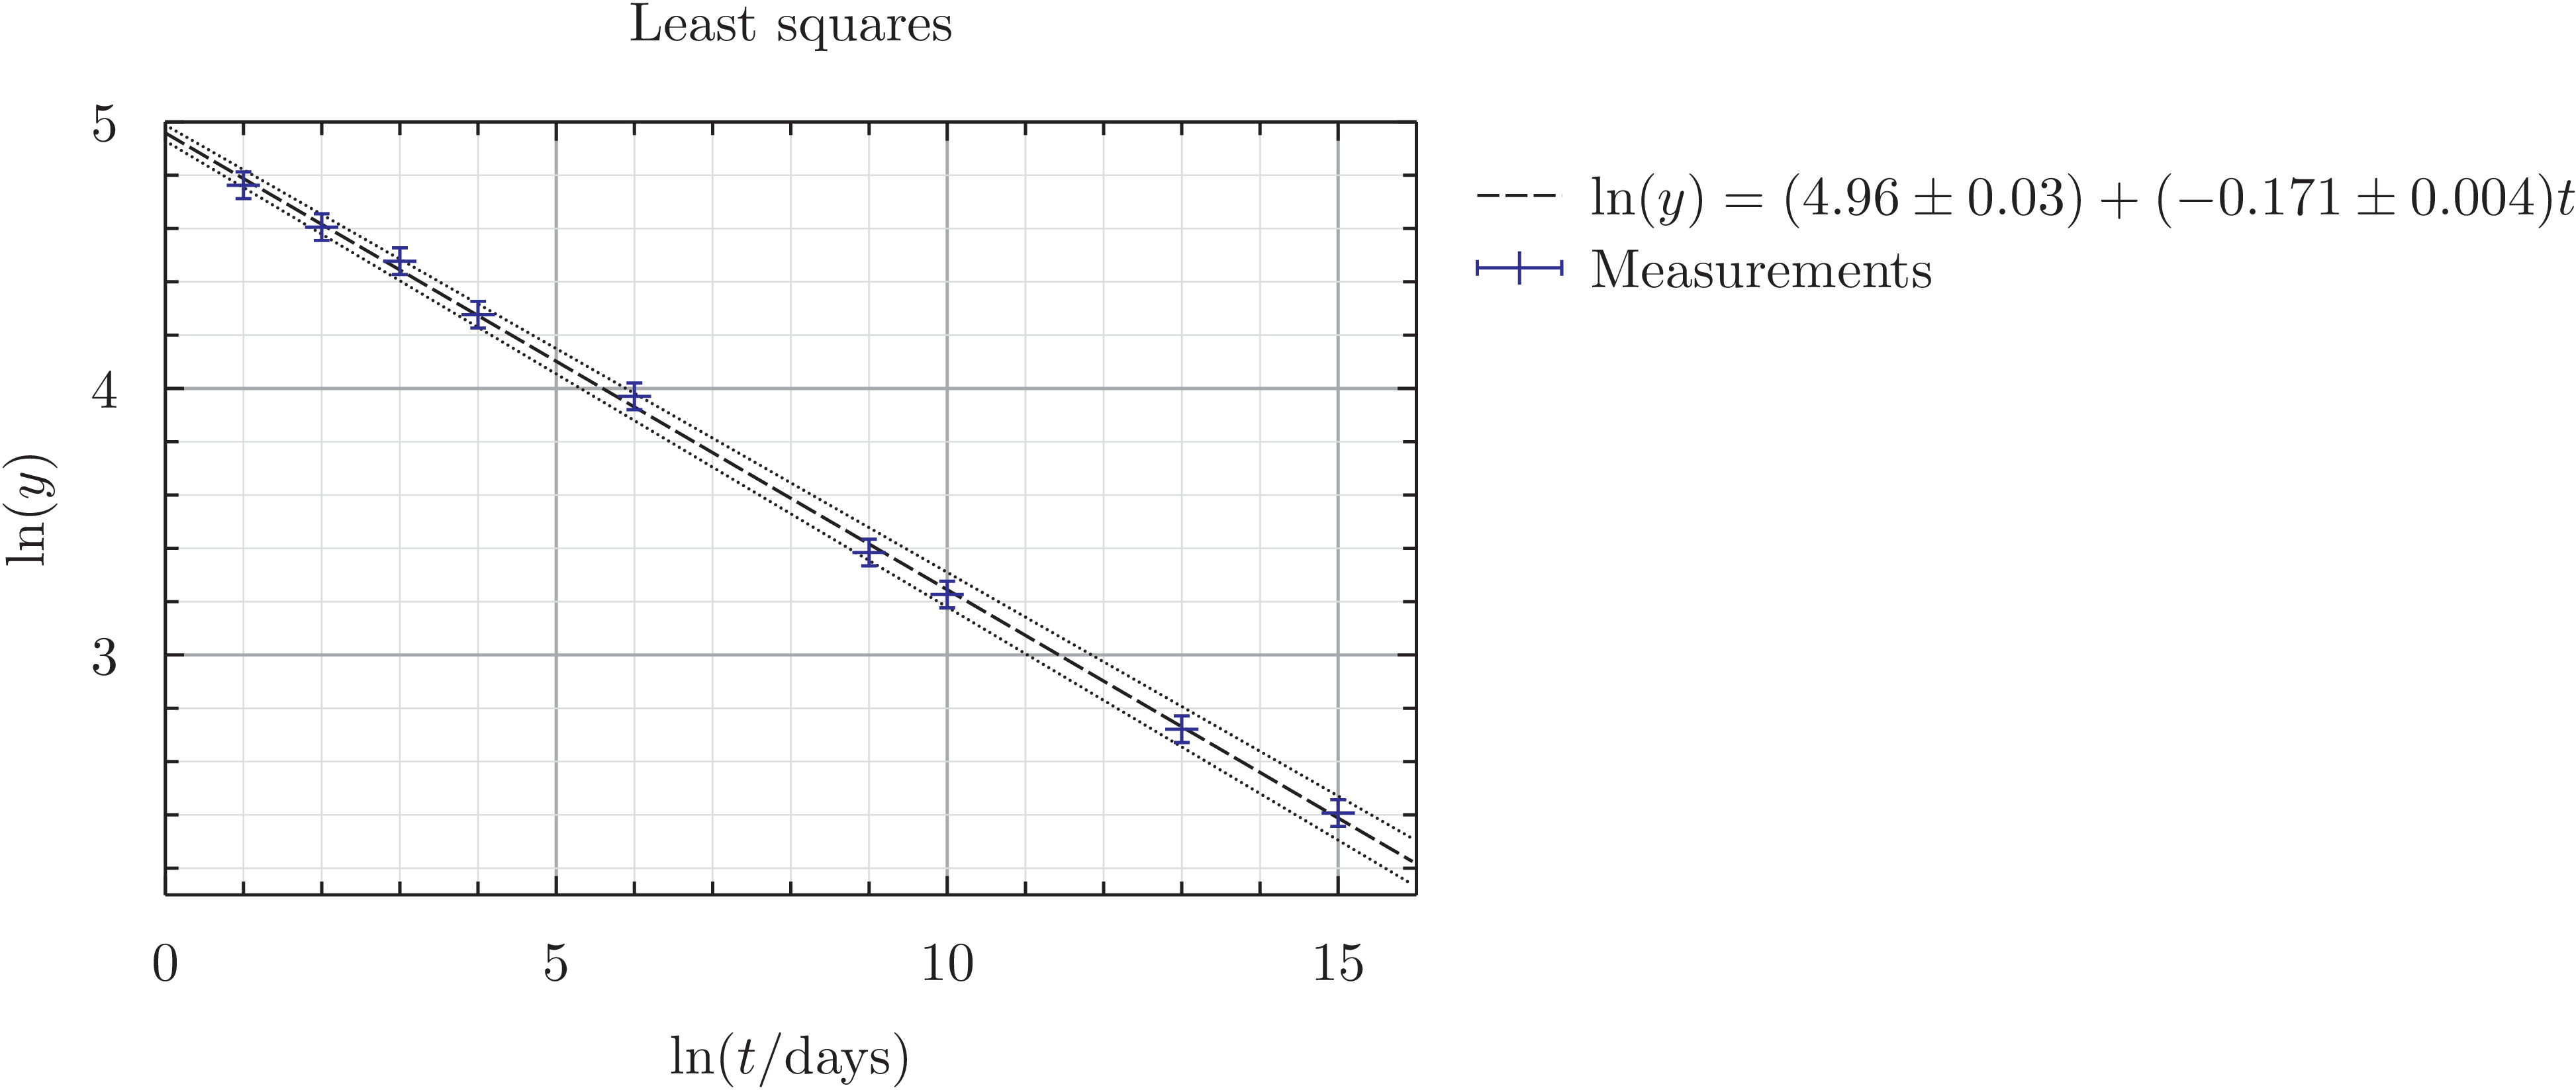 Least squares
ln(y) = (4.96 ± 0.03) + (−0.171 ± 0.004)t
Measurements
5
4
3
ln(y)
0 5 10 15
ln(t/days)